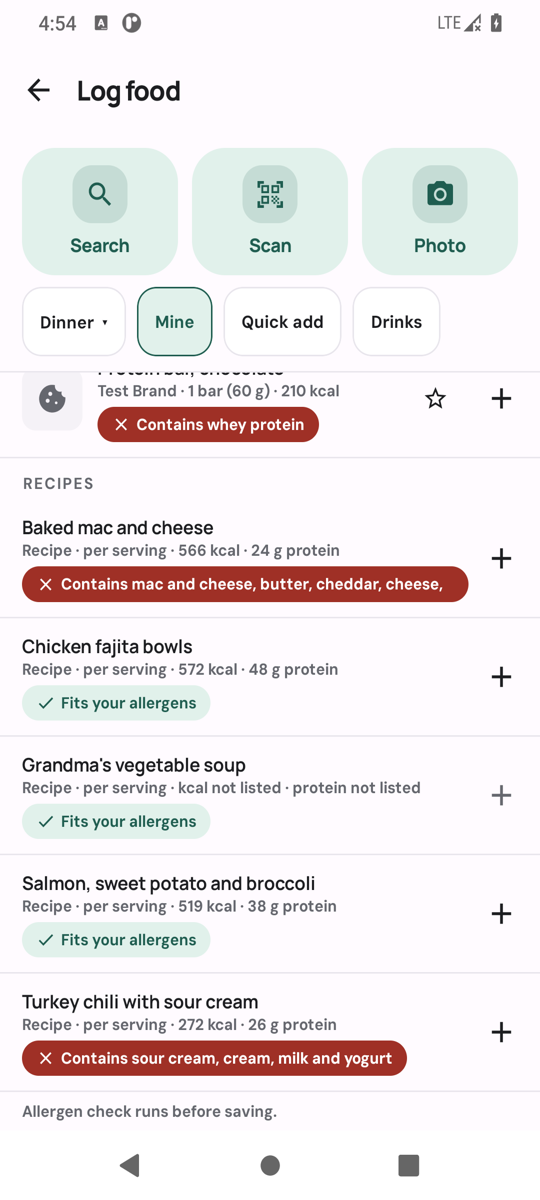 4:54
LTE
Log food
Search
Scan
Photo
Dinner
Mine
Quick add
Drinks
Protein bar, chocolate
Test Brand · 1 bar (60 g) · 210 kcal
Contains whey protein
RECIPES
Baked mac and cheese
Recipe · per serving · 566 kcal · 24 g protein
Contains mac and cheese, butter, cheddar, cheese,
Chicken fajita bowls
Recipe · per serving · 572 kcal · 48 g protein
Fits your allergens
Grandma's vegetable soup
Recipe · per serving · kcal not listed · protein not listed
Fits your allergens
Salmon, sweet potato and broccoli
Recipe · per serving · 519 kcal · 38 g protein
Fits your allergens
Turkey chili with sour cream
Recipe · per serving · 272 kcal · 26 g protein
Contains sour cream, cream, milk and yogurt
Allergen check runs before saving.